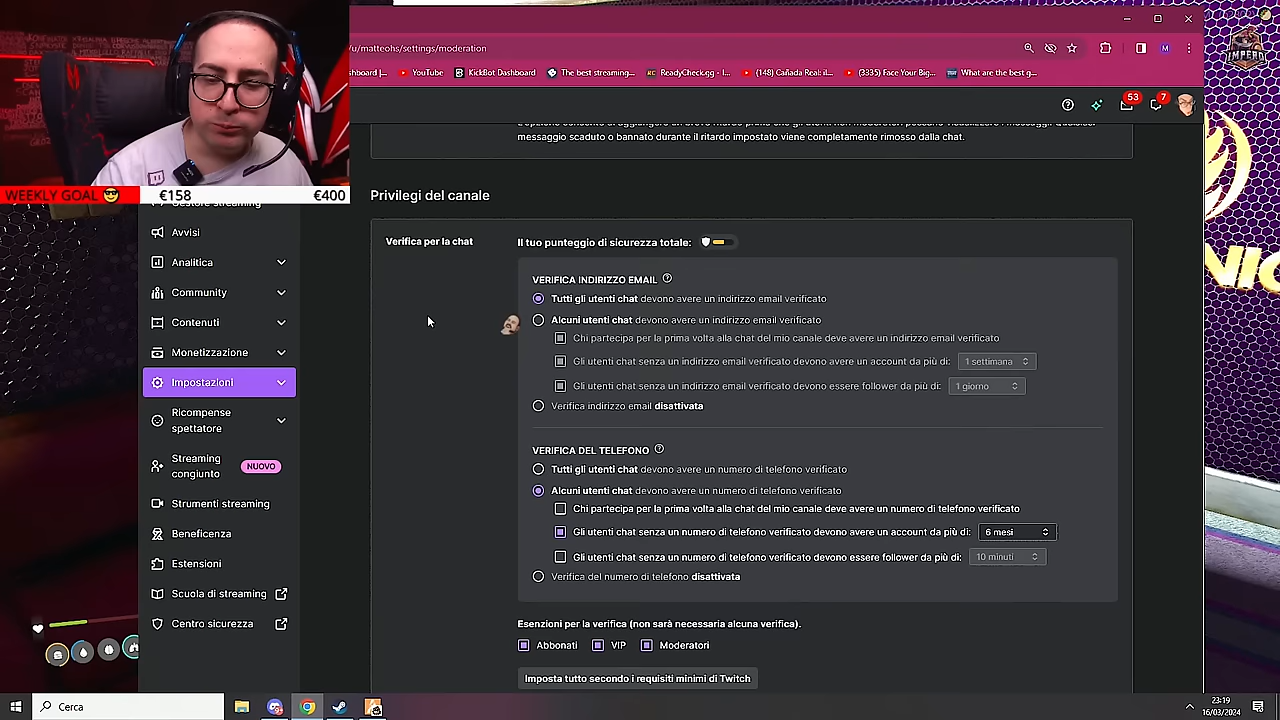 /u/matteohs/settings/moderation
shboard |...
YouTube
KickBot Dashboard
The best streaming...
ReadyCheck.gg - l...
(148) Cañada Real: il...
(3335) Face Your Big...
What are the best g...
53
7
messaggio scaduto o bannato durante il ritardo impostato viene completamente rimosso dalla chat.
WEEKLY GOAL
€158
€400
Privilegi del canale
Gestore streaming
Avvisi
Analitica
Community
Contenuti
Monetizzazione
Impostazioni
Ricompense
spettatore
Streaming
congiunto
NUOVO
Strumenti streaming
Beneficenza
Estensioni
Scuola di streaming
Centro sicurezza
Verifica per la chat
Il tuo punteggio di sicurezza totale:
VERIFICA INDIRIZZO EMAIL
Tutti gli utenti chat devono avere un indirizzo email verificato
Alcuni utenti chat devono avere un indirizzo email verificato
Chi partecipa per la prima volta alla chat del mio canale deve avere un indirizzo email verificato
Gli utenti chat senza un indirizzo email verificato devono avere un account da più di:
1 settimana
Gli utenti chat senza un indirizzo email verificato devono essere follower da più di:
1 giorno
Verifica indirizzo email disattivata
VERIFICA DEL TELEFONO
Tutti gli utenti chat devono avere un numero di telefono verificato
Alcuni utenti chat devono avere un numero di telefono verificato
Chi partecipa per la prima volta alla chat del mio canale deve avere un numero di telefono verificato
Gli utenti chat senza un numero di telefono verificato devono avere un account da più di:
6 mesi
Gli utenti chat senza un numero di telefono verificato devono essere follower da più di:
10 minuti
Verifica del numero di telefono disattivata
Esenzioni per la verifica (non sarà necessaria alcuna verifica).
Abbonati
VIP
Moderatori
Imposta tutto secondo i requisiti minimi di Twitch
IMPERO
Cerca
23:19
16/03/2024